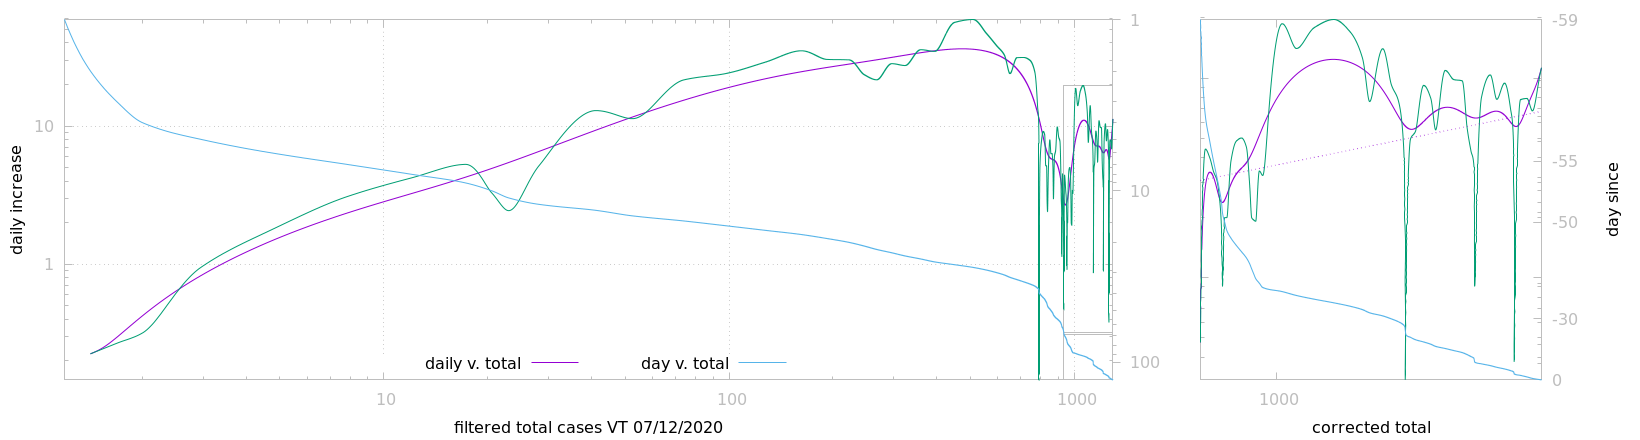 daily increase
10
1
1
10
100
10
100
1000
daily v. total
day v. total
filtered total cases VT 07/12/2020
-59
-55
-50
-30
0
day since
1000
corrected total